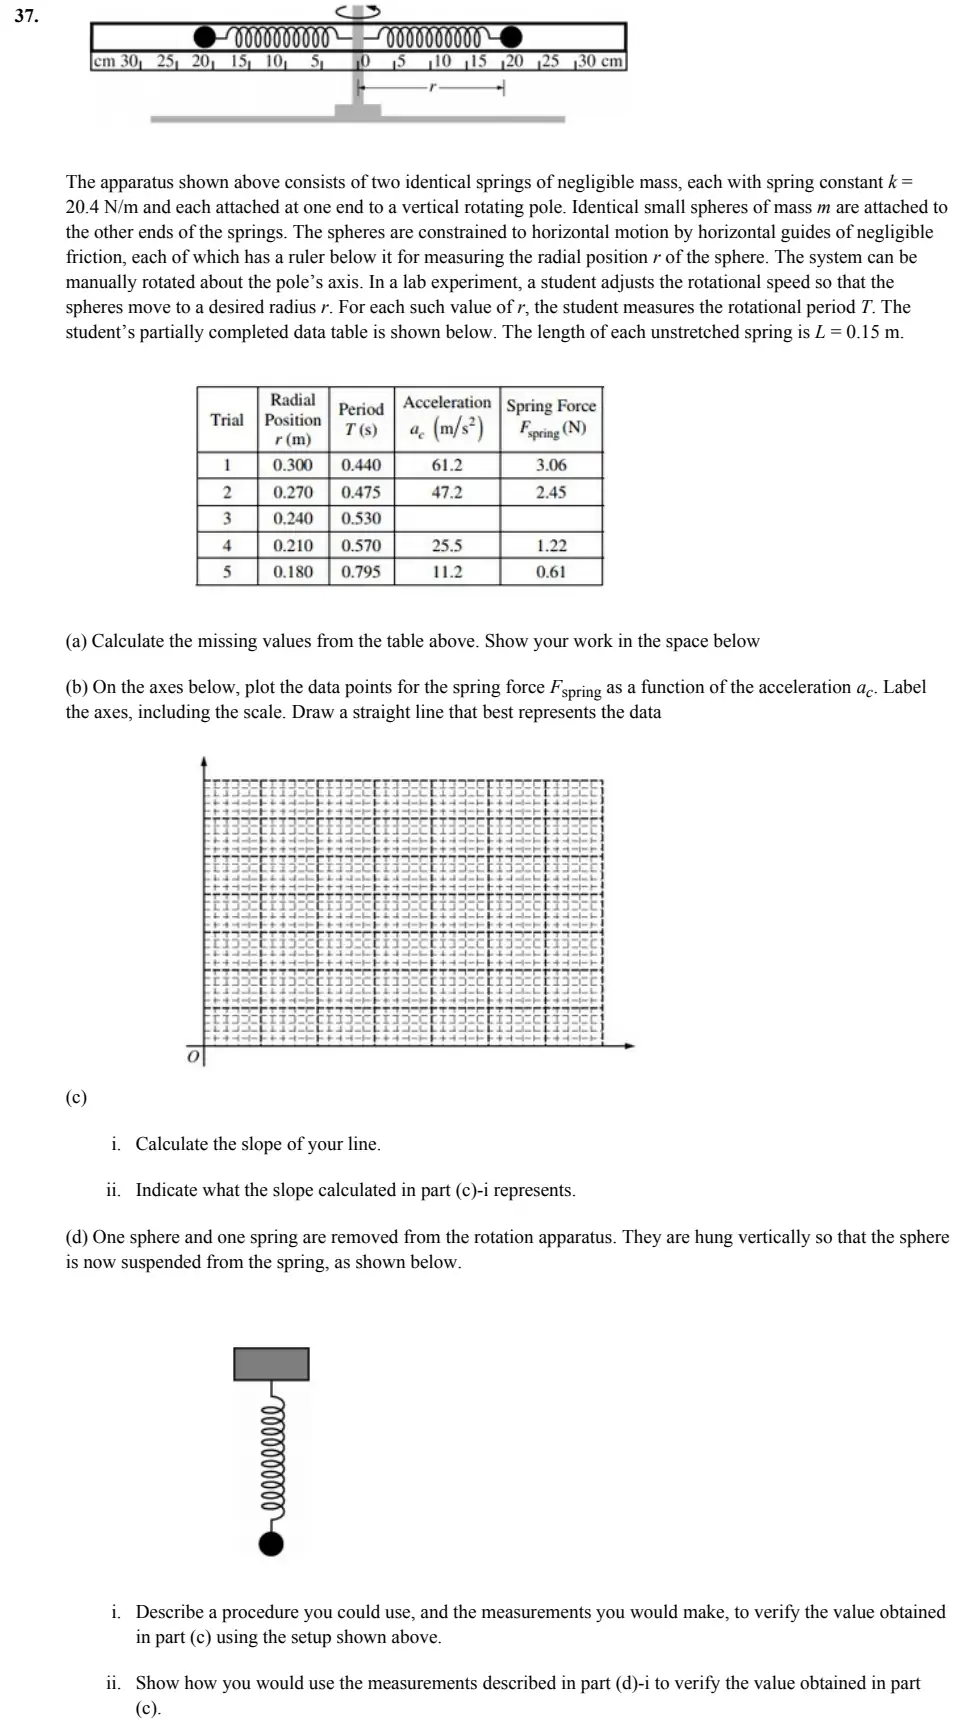 37.
cm 30 25 20 15 10 5 0 5 10 15 20 25 30 cm
r
The apparatus shown above consists of two identical springs of negligible mass, each with spring constant k =
20.4 N/m and each attached at one end to a vertical rotating pole. Identical small spheres of mass m are attached to
the other ends of the springs. The spheres are constrained to horizontal motion by horizontal guides of negligible
friction, each of which has a ruler below it for measuring the radial position r of the sphere. The system can be
manually rotated about the pole's axis. In a lab experiment, a student adjusts the rotational speed so that the
spheres move to a desired radius r. For each such value of r, the student measures the rotational period T. The
student's partially completed data table is shown below. The length of each unstretched spring is L = 0.15 m.
Trial | Radial Position r (m) | Period T (s) | Acceleration a_c (m/s²) | Spring Force F_spring (N)
1 | 0.300 | 0.440 | 61.2 | 3.06
2 | 0.270 | 0.475 | 47.2 | 2.45
3 | 0.240 | 0.530
4 | 0.210 | 0.570 | 25.5 | 1.22
5 | 0.180 | 0.795 | 11.2 | 0.61
(a) Calculate the missing values from the table above. Show your work in the space below
(b) On the axes below, plot the data points for the spring force F_spring as a function of the acceleration a_c. Label
the axes, including the scale. Draw a straight line that best represents the data
O
(c)
i. Calculate the slope of your line.
ii. Indicate what the slope calculated in part (c)-i represents.
(d) One sphere and one spring are removed from the rotation apparatus. They are hung vertically so that the sphere
is now suspended from the spring, as shown below.
i. Describe a procedure you could use, and the measurements you would make, to verify the value obtained
in part (c) using the setup shown above.
ii. Show how you would use the measurements described in part (d)-i to verify the value obtained in part
(c).